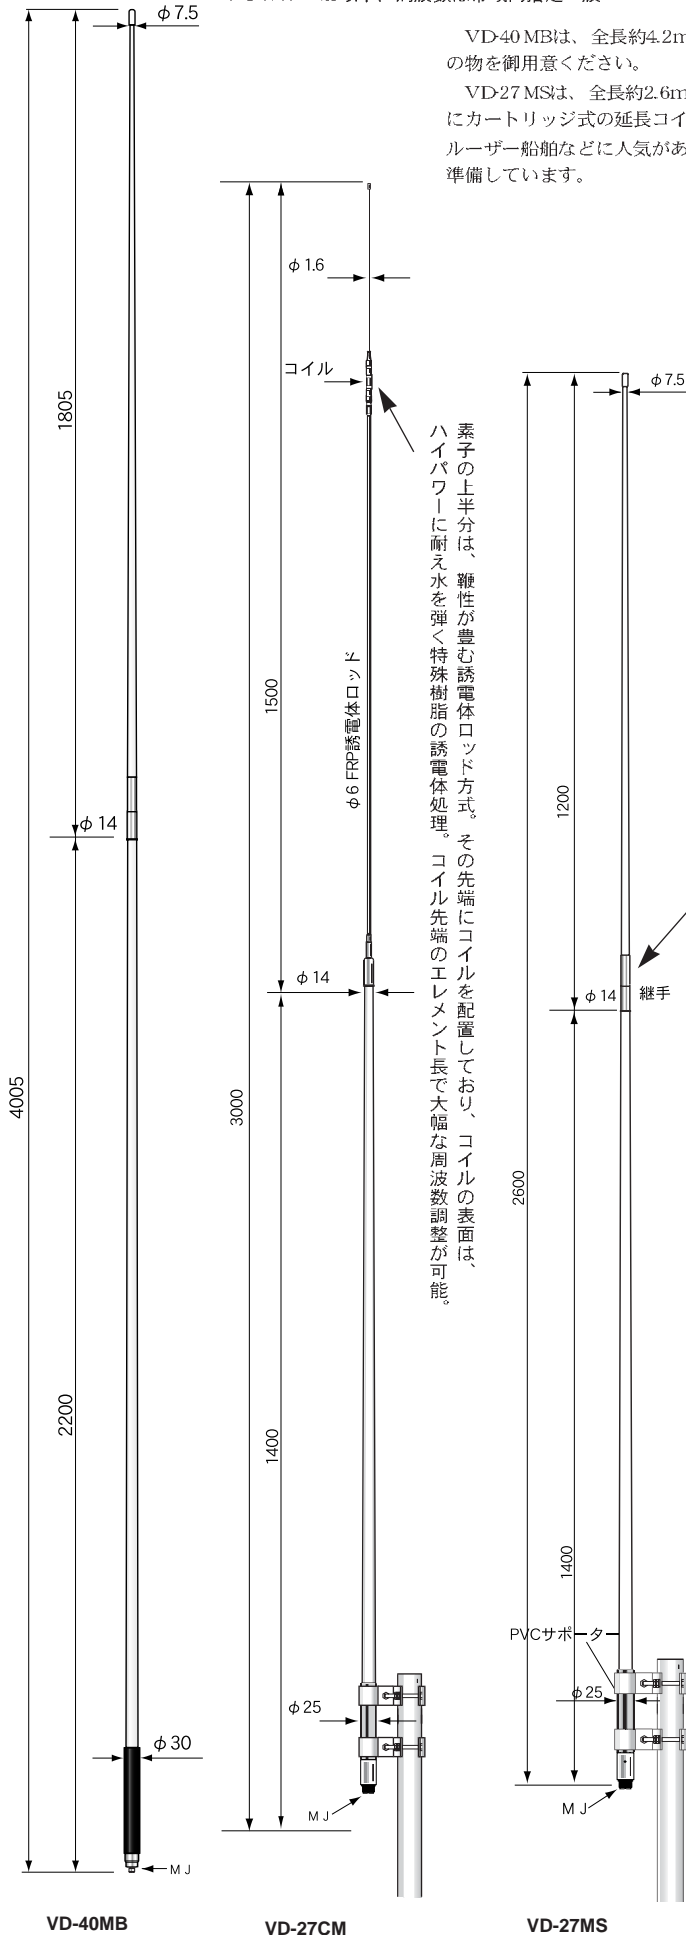 VD-40MBは、全長約4.2m
の物を御用意ください。
VD-27MSは、全長約2.6m
にカートリッジ式の延長コイ
ルーザー船舶などに人気があ
準備しています。
φ7.5
1805
φ14
4005
2200
φ30
MJ
VD-40MB
φ1.6
コイル
素子の上半分は、鞭性が豊む誘電体ロッド方式。その先端にコイルを配置しており、コイルの表面は、
ハイパワーに耐え水を弾く特殊樹脂の誘電体処理。コイル先端のエレメント長で大幅な周波数調整が可能。
1500
φ6 FRP誘電体ロッド
φ14
3000
1400
φ25
MJ
VD-27CM
φ7.5
1200
φ14
継手
2600
1400
PVCサポーター
φ25
MJ
VD-27MS